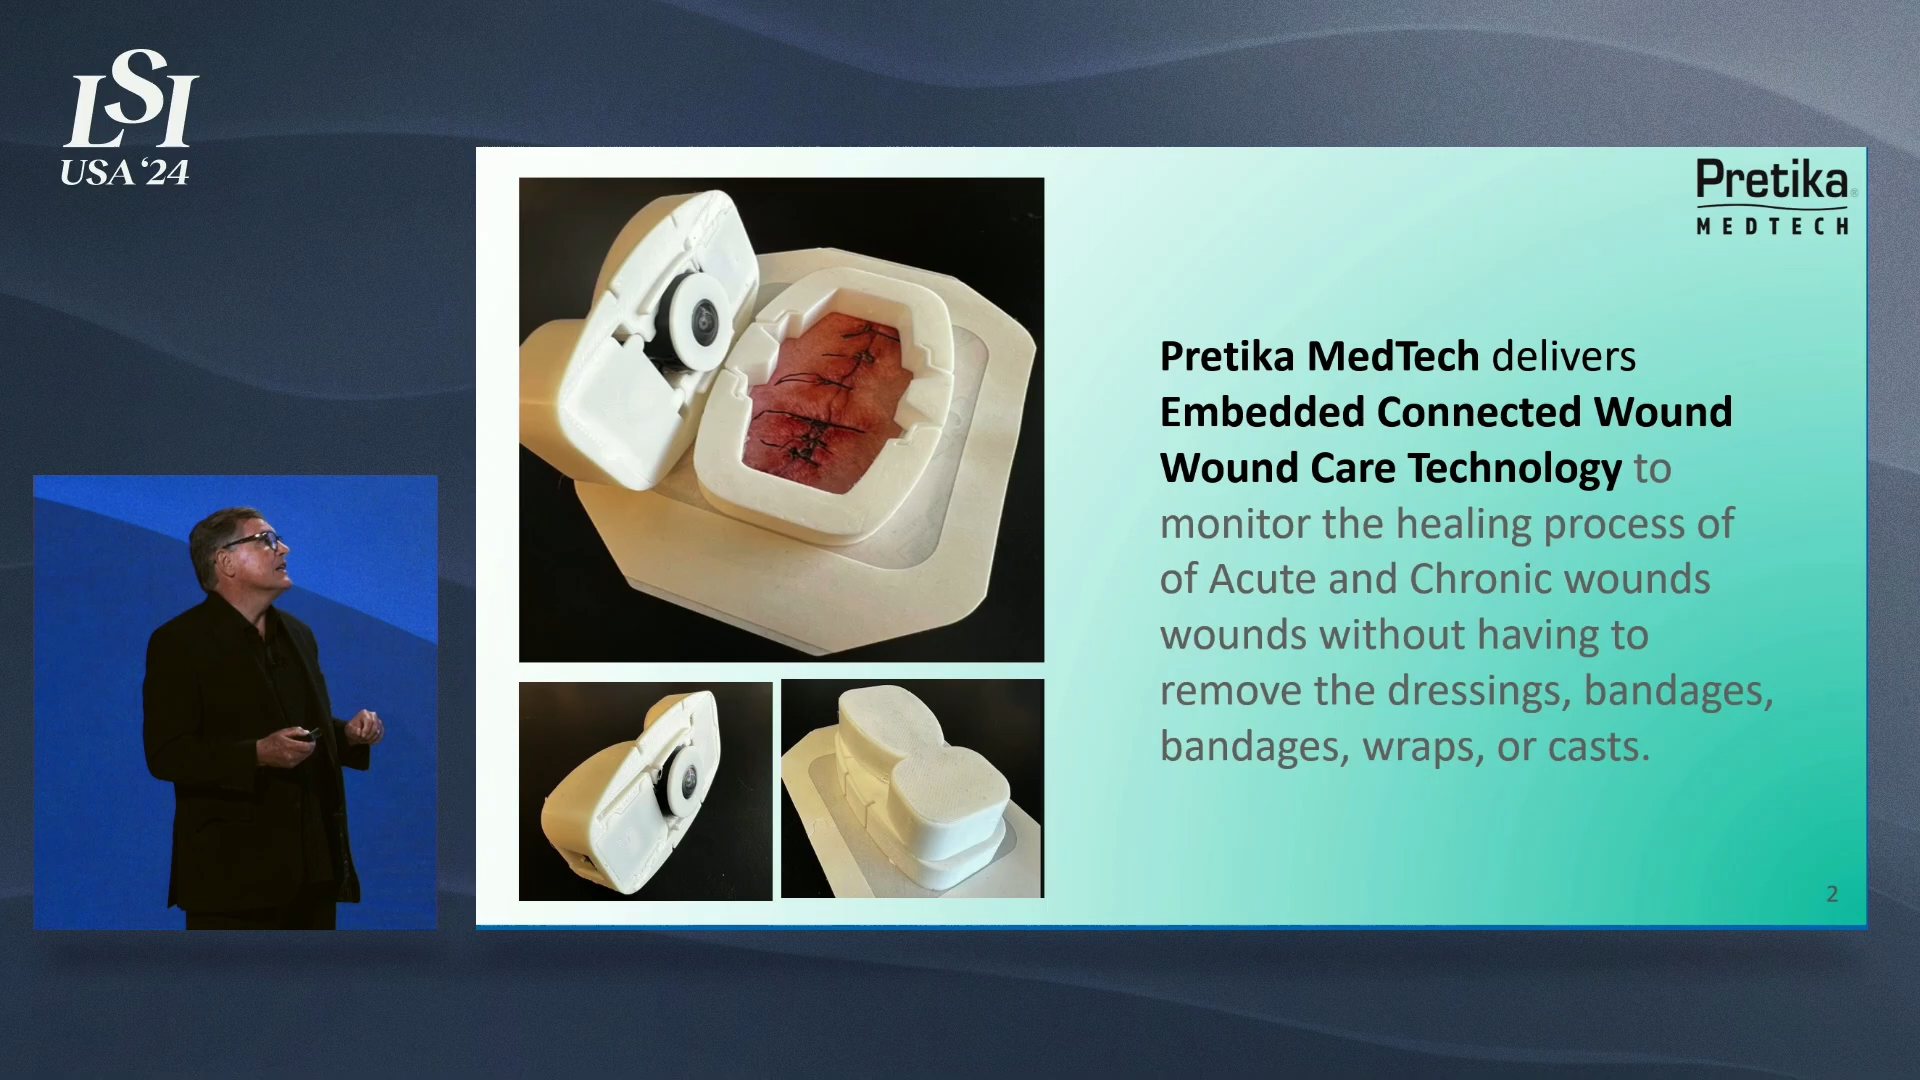 LSI
USA ‘24
Pretika®
MEDTECH
Pretika MedTech delivers
Embedded Connected Wound
Wound Care Technology to
monitor the healing process of
of Acute and Chronic wounds
wounds without having to
remove the dressings, bandages,
bandages, wraps, or casts.
2